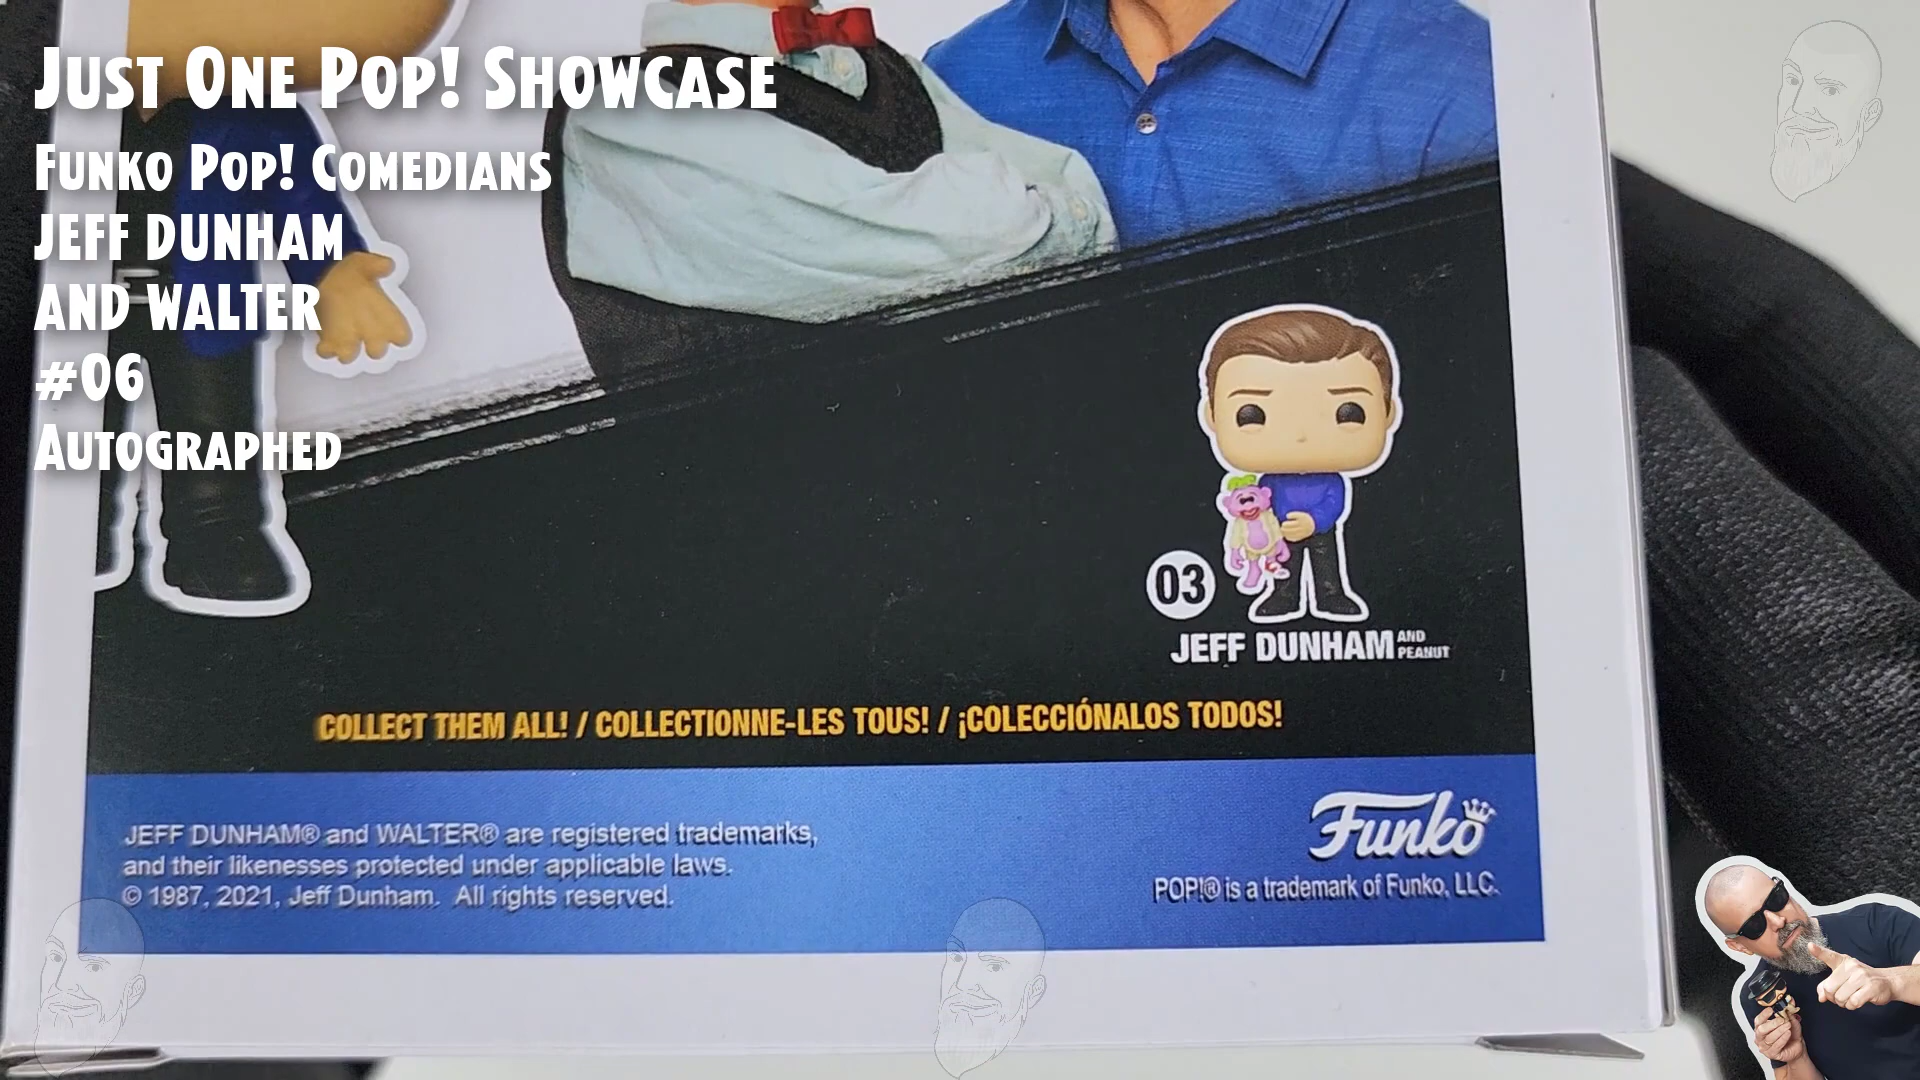 Just One Pop! Showcase
Funko Pop! Comedians
JEFF DUNHAM
AND WALTER
#06
Autographed
03
JEFF DUNHAM AND PEANUT
COLLECT THEM ALL! / COLLECTIONNE-LES TOUS! / ¡COLECCIÓNALOS TODOS!
JEFF DUNHAM® and WALTER® are registered trademarks,
and their likenesses protected under applicable laws.
© 1987, 2021, Jeff Dunham. All rights reserved.
Funko
POP!® is a trademark of Funko, LLC.